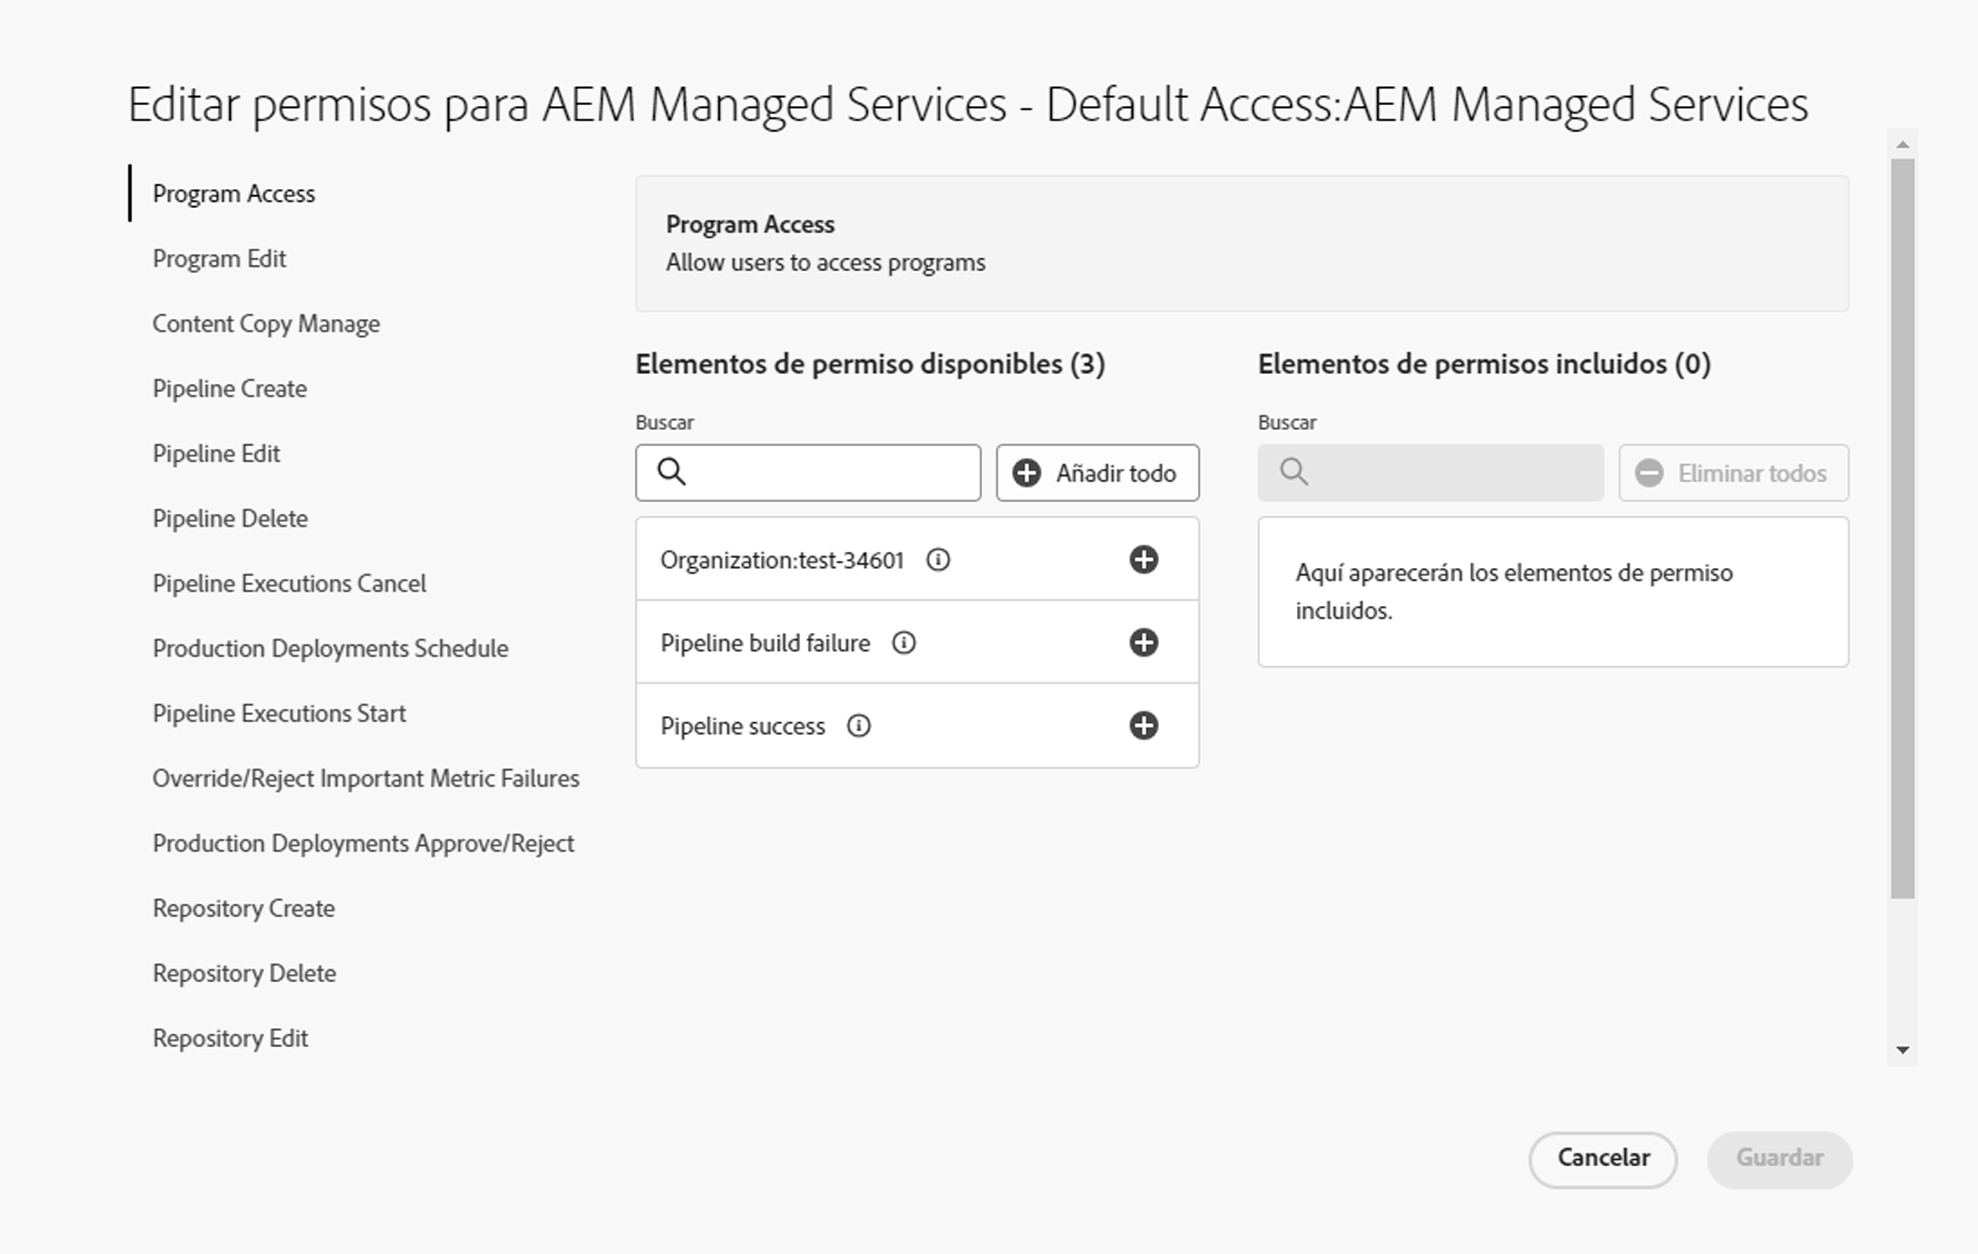 Editar permisos para AEM Managed Services - Default Access:AEM Managed Services
Program Access
Program Edit
Content Copy Manage
Pipeline Create
Pipeline Edit
Pipeline Delete
Pipeline Executions Cancel
Production Deployments Schedule
Pipeline Executions Start
Override/Reject Important Metric Failures
Production Deployments Approve/Reject
Repository Create
Repository Delete
Repository Edit
Program Access
Allow users to access programs
Elementos de permiso disponibles (3)
Buscar
Añadir todo
Organization:test-34601
Pipeline build failure
Pipeline success
Elementos de permisos incluidos (0)
Buscar
Eliminar todos
Aquí aparecerán los elementos de permiso
incluidos.
Cancelar
Guardar